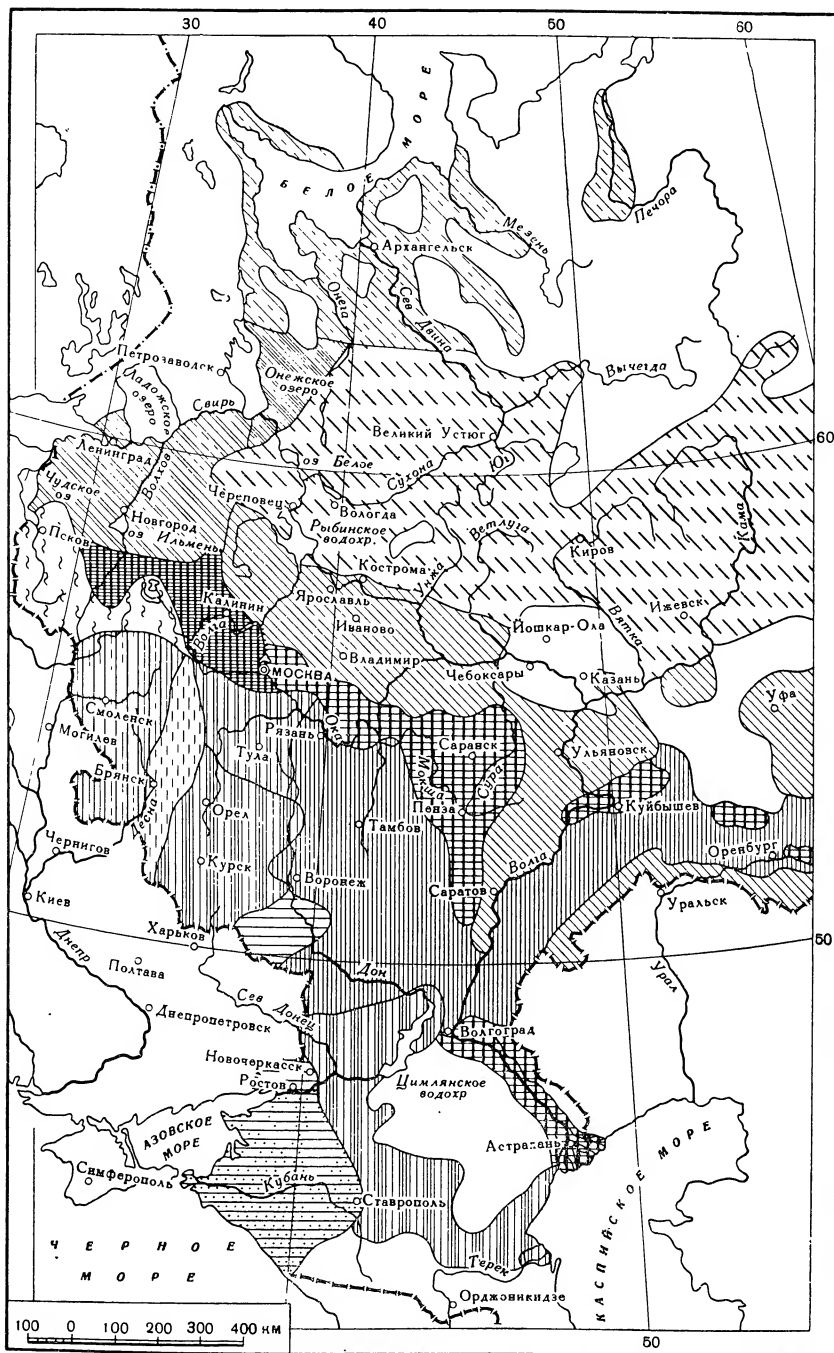 30
40
50
60
БЕЛОЕ МОРЕ
Мезень
Печора
Архангельск
Онега
Сев Двина
Петрозаводск
Онежское озеро
Вычегда
Ладожское озеро
Свирь
Великий Устюг
60
Ленинград
Волхов
оз Белое
Сухона
Юг
Чудское оз
Череповец
Вологда
Ветлуга
Кама
Новгород
оз Ильмень
Рыбинское водохр.
Псков
Кострома
Киров
Унжа
Калинин
Ярославль
Вятка
Ижевск
Волга
Иваново
Йошкар-Ола
Владимир
МОСКВА
Чебоксары
Казань
Уфа
Смоленск
Ока
Рязань
Могилев
Тула
Саранск
Ульяновск
Мокша
Сура
Брянск
Пенза
Куйбышев
Десна
Орел
Тамбов
Чернигов
Оренбург
Курск
Воронеж
Волга
Саратов
Киев
Уральск
Харьков
50
Днепр
Полтава
Дон
Урал
Сев Донец
Днепропетровск
Волгоград
Новочеркасск
Ростов
Цимлянское водохр
АЗОВСКОЕ МОРЕ
Астрахань
Симферополь
Кубань
Ставрополь
КАСПИЙСКОЕ МОРЕ
ЧЕРНОЕ
МОРЕ
Терек
Орджоникидзе
100 0 100 200 300 400 км
50